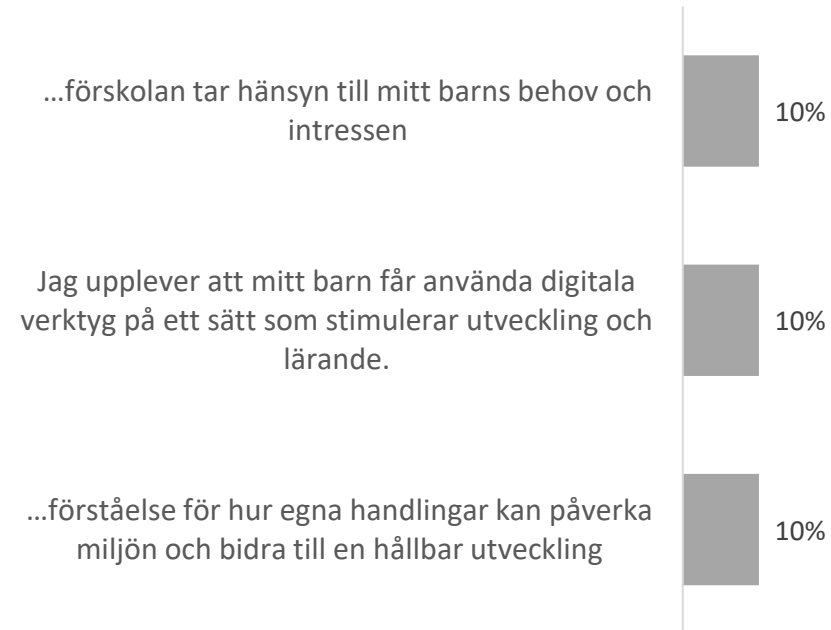 ...förskolan tar hänsyn till mitt barns behov och
intressen
10%
Jag upplever att mitt barn får använda digitala
verktyg på ett sätt som stimulerar utveckling och
lärande.
10%
...förståelse för hur egna handlingar kan påverka
miljön och bidra till en hållbar utveckling
10%